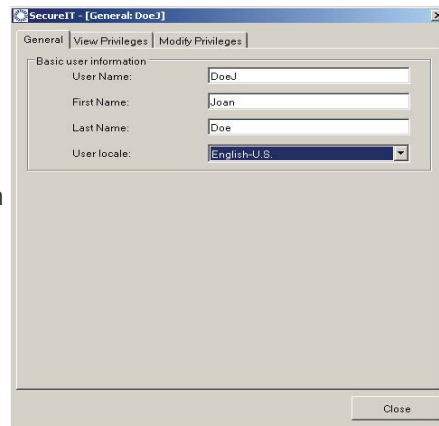 SecureIT - [General: DoeJ]
General View Privileges Modify Privileges
Basic user information
User Name: DoeJ
First Name: Joan
Last Name: Doe
User locale: English-U.S.
Close